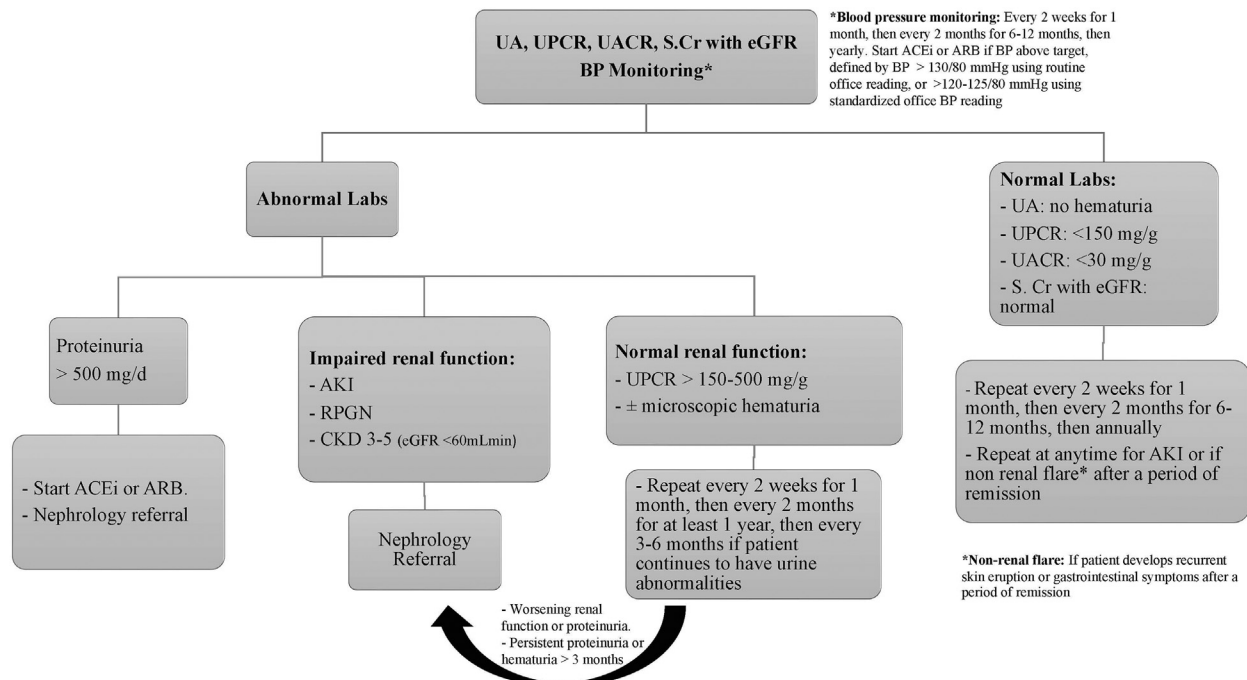 UA, UPCR, UACR, S.Cr with eGFR
BP Monitoring*
*Blood pressure monitoring: Every 2 weeks for 1
month, then every 2 months for 6-12 months, then
yearly. Start ACEi or ARB if BP above target,
defined by BP > 130/80 mmHg using routine
office reading, or >120-125/80 mmHg using
standardized office BP reading
Abnormal Labs
Normal Labs:
- UA: no hematuria
- UPCR: <150 mg/g
- UACR: <30 mg/g
- S. Cr with eGFR:
normal
Proteinuria
> 500 mg/d
Impaired renal function:
- AKI
- RPGN
- CKD 3-5 (eGFR <60mLmin)
Normal renal function:
- UPCR > 150-500 mg/g
- ± microscopic hematuria
- Repeat every 2 weeks for 1
month, then every 2 months for 6-
12 months, then annually
- Repeat at anytime for AKI or if
non renal flare* after a period of
remission
- Start ACEi or ARB.
- Nephrology referral
Nephrology
Referral
- Repeat every 2 weeks for 1
month, then every 2 months
for at least 1 year, then every
3-6 months if patient
continues to have urine
abnormalities
*Non-renal flare: If patient develops recurrent
skin eruption or gastrointestinal symptoms after a
period of remission
- Worsening renal
function or proteinuria.
- Persistent proteinuria or
hematuria > 3 months